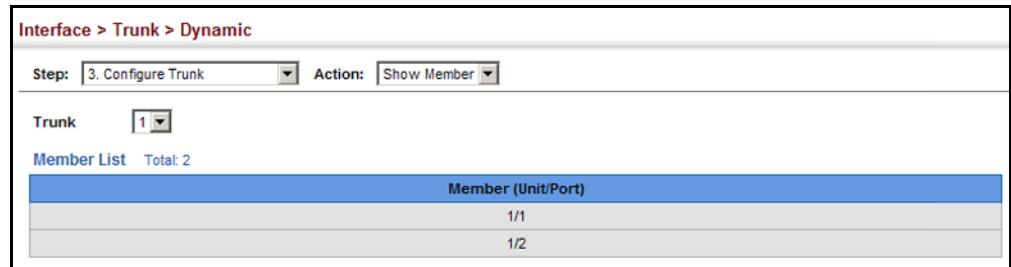 Interface > Trunk > Dynamic
Step: 3. Configure Trunk Action: Show Member
Trunk 1
Member List Total: 2
Member (Unit/Port)
1/1
1/2